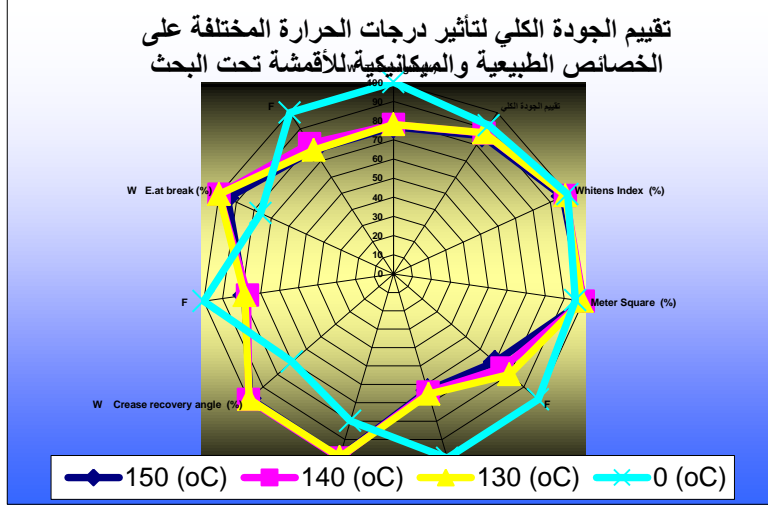 تقييم الجودة الكلي لتأثير درجات الحرارة المختلفة على
الخصائص الطبيعية والميكانيكية للأقمشة تحت البحث
W
100
90
80
70
60
50
40
30
20
10
0
تقييم الجودة الكلي
Whitens Index (%)
Meter Square (%)
F
W Crease recovery angle (%)
F
W E.at break (%)
F
150 (oC)
140 (oC)
130 (oC)
0 (oC)